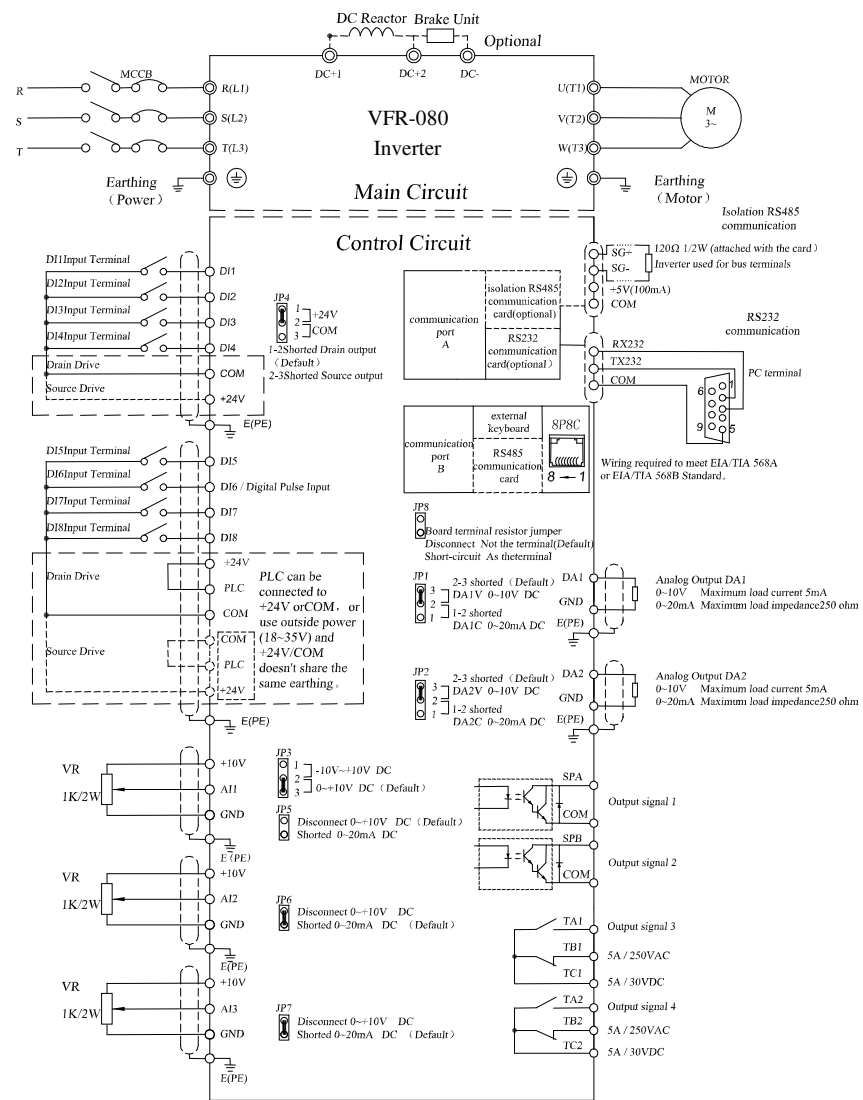 DC Reactor Brake Unit
Optional
DC+1
DC+2
DC-
MCCB
R
R(L1)
S
S(L2)
T
T(L3)
VFR-080
Inverter
U(T1)
V(T2)
W(T3)
MOTOR
M
3~
Earthing
（Power）
Main Circuit
Earthing
（Motor）
Control Circuit
DI1Input Terminal
DI1
DI2Input Terminal
DI2
DI3Input Terminal
DI3
DI4Input Terminal
DI4
Drain Drive
COM
Source Drive
+24V
E(PE)
JP4
1
2
3
+24V
COM
1-2Shorted Drain output
（Default）
2-3Shorted Source output
communication
port
A
isolation RS485
communication
card(optional)
RS232
communication
card(optional）
Isolation RS485
communication
SG+
SG-
+5V(100mA)
COM
120Ω 1/2W (attached with the card）
Inverter used for bus terminals
RS232
communication
RX232
TX232
COM
PC terminal
6
1
9
5
communication
port
B
external
keyboard
RS485
communication
card
8P8C
8 ← 1
Wiring required to meet EIA/TIA 568A
or EIA/TIA 568B Standard.
DI5Input Terminal
DI5
DI6Input Terminal
DI6 / Digital Pulse Input
DI7Input Terminal
DI7
DI8Input Terminal
DI8
Drain Drive
+24V
PLC
COM
Source Drive
COM
PLC
+24V
E(PE)
PLC can be
connected to
+24V orCOM，or
use outside power
(18~35V) and
+24V/COM
doesn't share the
same earthing。
JP8
Board terminal resistor jumper
Disconnect Not the terminal(Default)
Short-circuit As theterminal
JP1
3
2
1
2-3 shorted（Default）
DA1V 0~10V DC
1-2 shorted
DA1C 0~20mA DC
DA1
GND
E(PE)
Analog Output DA1
0~10V Maximum load current 5mA
0~20mA Maximum load impedance250 ohm
JP2
3
2
1
2-3 shorted（Default）
DA2V 0~10V DC
1-2 shorted
DA2C 0~20mA DC
DA2
GND
E(PE)
Analog Output DA2
0~10V Maximum load current 5mA
0~20mA Maximum load impedance250 ohm
VR
1K/2W
+10V
AI1
GND
E (PE)
JP3
1
2
3
-10V~+10V DC
0~+10V DC（Default）
JP5
Disconnect 0~+10V DC（Default）
Shorted 0~20mA DC
SPA
COM
Output signal 1
SPB
COM
Output signal 2
VR
1K/2W
+10V
AI2
GND
E(PE)
JP6
Disconnect 0~+10V DC
Shorted 0~20mA DC（Default）
TA1
Output signal 3
TB1
5A / 250VAC
TC1
5A / 30VDC
VR
1K/2W
+10V
AI3
GND
E(PE)
JP7
Disconnect 0~+10V DC
Shorted 0~20mA DC（Default）
TA2
Output signal 4
TB2
5A / 250VAC
TC2
5A / 30VDC